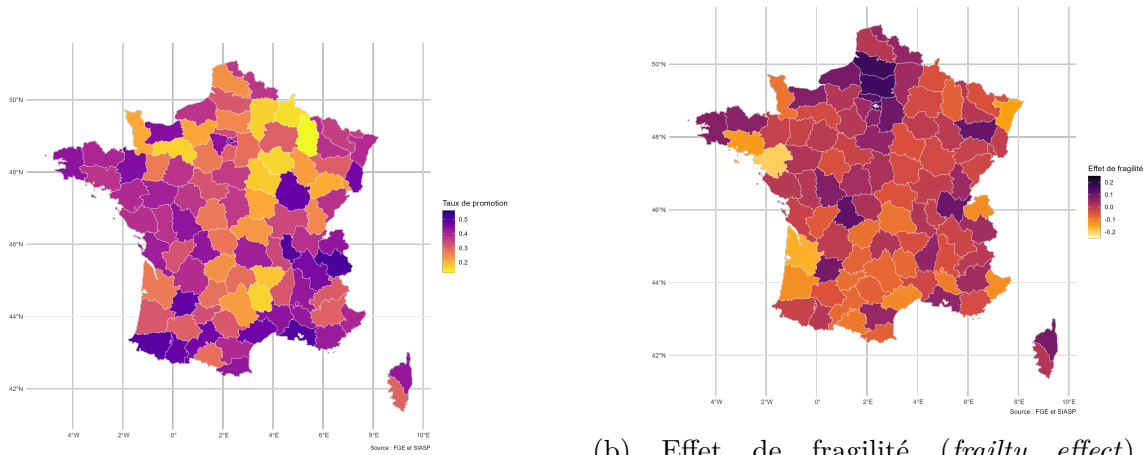 50°N
48°N
46°N
44°N
42°N
4°W 2°W 0° 2°E 4°E 6°E 8°E 10°E
Source : FGE et SIASP
Taux de promotion
0.5
0.4
0.3
0.2
50°N
48°N
46°N
44°N
42°N
4°W 2°W 0° 2°E 4°E 6°E 8°E 10°E
Source : FGE et SIASP
Effet de fragilité
0.2
0.1
0.0
-0.1
-0.2
(b) Effet de fragilité (frailty effect)